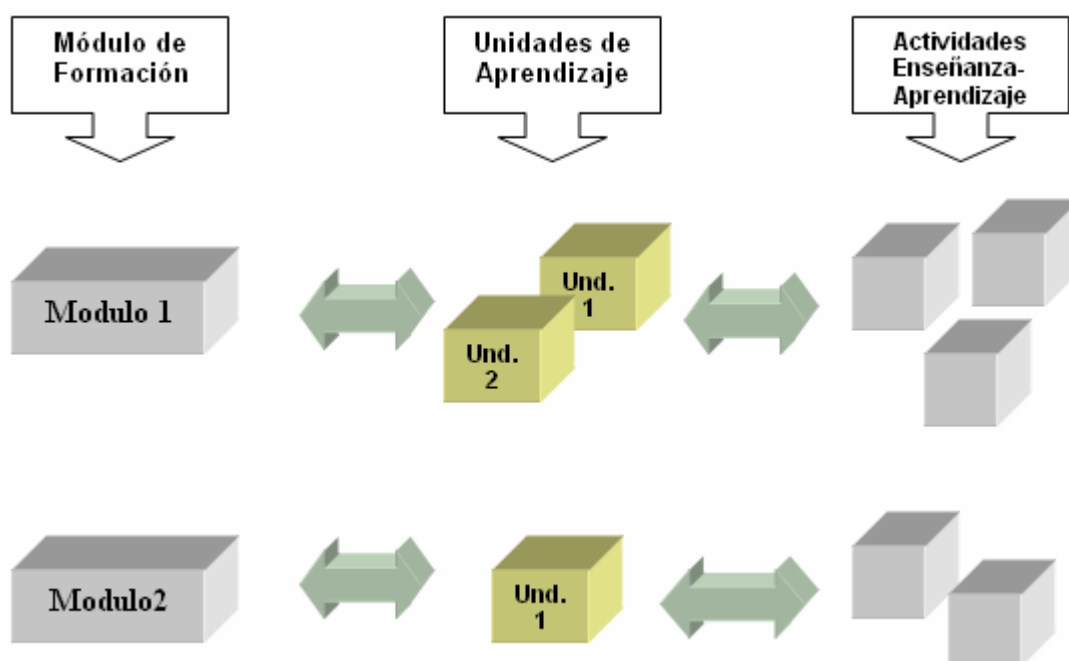 Módulo de
Formación
Unidades de
Aprendizaje
Actividades
Enseñanza-
Aprendizaje
Modulo 1
Und.
1
Und.
2
Modulo2
Und.
1